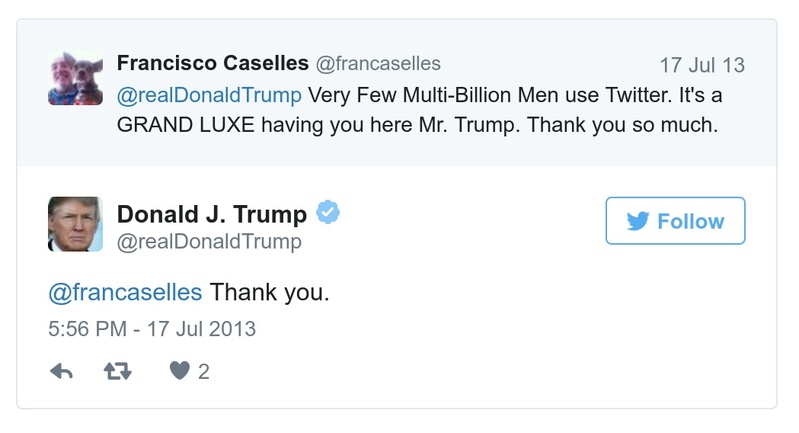 Francisco Caselles @francaselles 17 Jul 13
@realDonaldTrump Very Few Multi-Billion Men use Twitter. It's a
GRAND LUXE having you here Mr. Trump. Thank you so much.
Donald J. Trump
@realDonaldTrump
Follow
@francaselles Thank you.
5:56 PM - 17 Jul 2013
2